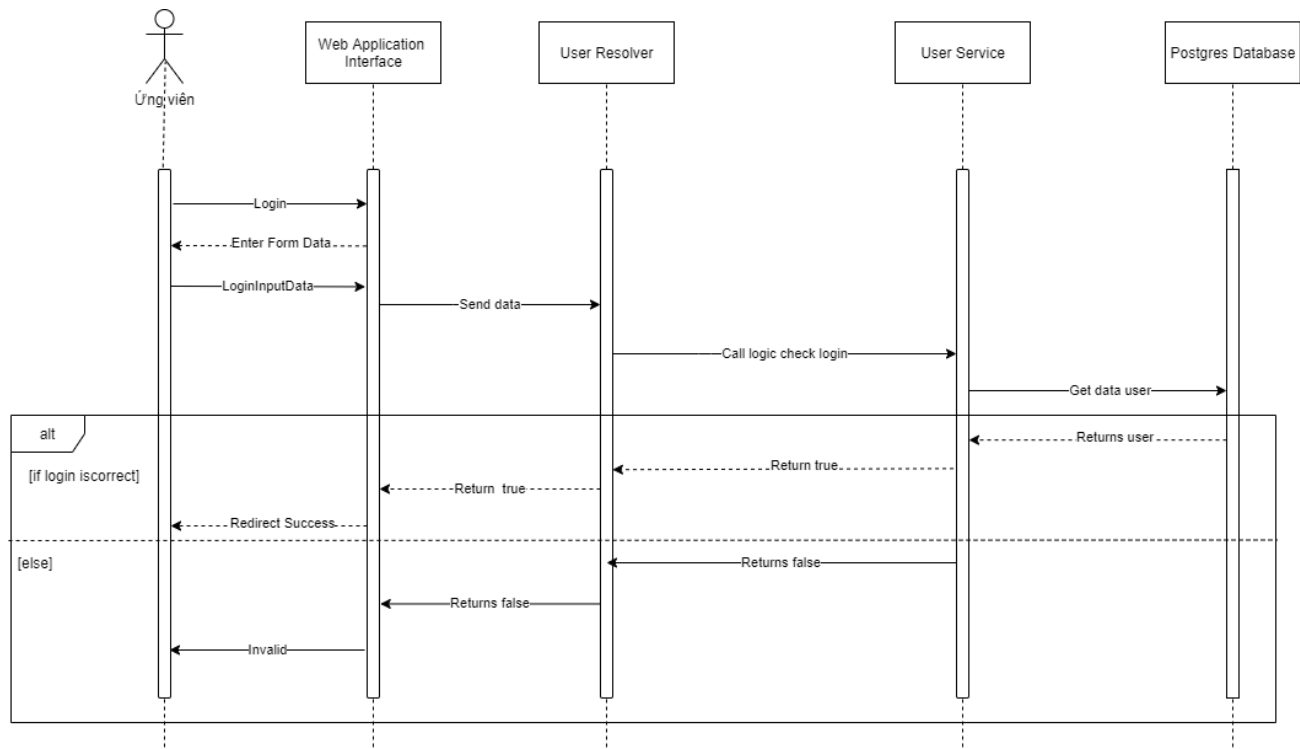 Ứng viên
Web Application
Interface
User Resolver
User Service
Postgres Database
Login
Enter Form Data
LoginInputData
Send data
Call logic check login
Get data user
alt
Returns user
[if login iscorrect]
Return true
Return true
Redirect Success
[else]
Returns false
Returns false
Invalid